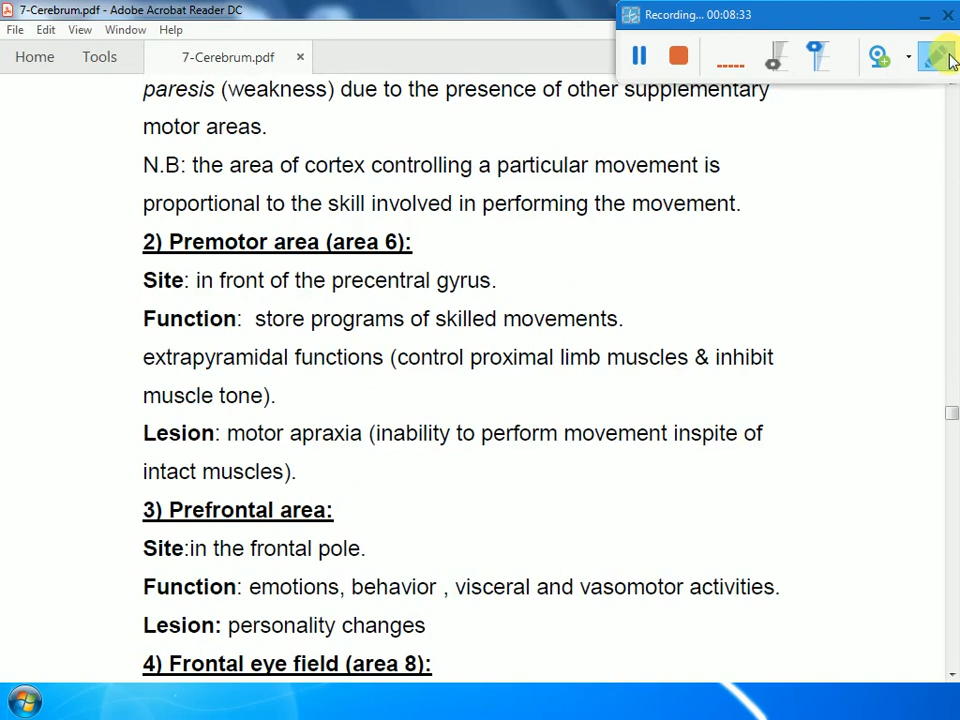 7-Cerebrum.pdf - Adobe Acrobat Reader DC
Recording... 00:08:33
File Edit View Window Help
Home Tools 7-Cerebrum.pdf ×
paresis (weakness) due to the presence of other supplementary
motor areas.
N.B: the area of cortex controlling a particular movement is
proportional to the skill involved in performing the movement.
2) Premotor area (area 6):
Site: in front of the precentral gyrus.
Function:  store programs of skilled movements.
extrapyramidal functions (control proximal limb muscles & inhibit
muscle tone).
Lesion: motor apraxia (inability to perform movement inspite of
intact muscles).
3) Prefrontal area:
Site:in the frontal pole.
Function: emotions, behavior , visceral and vasomotor activities.
Lesion: personality changes
4) Frontal eye field (area 8):